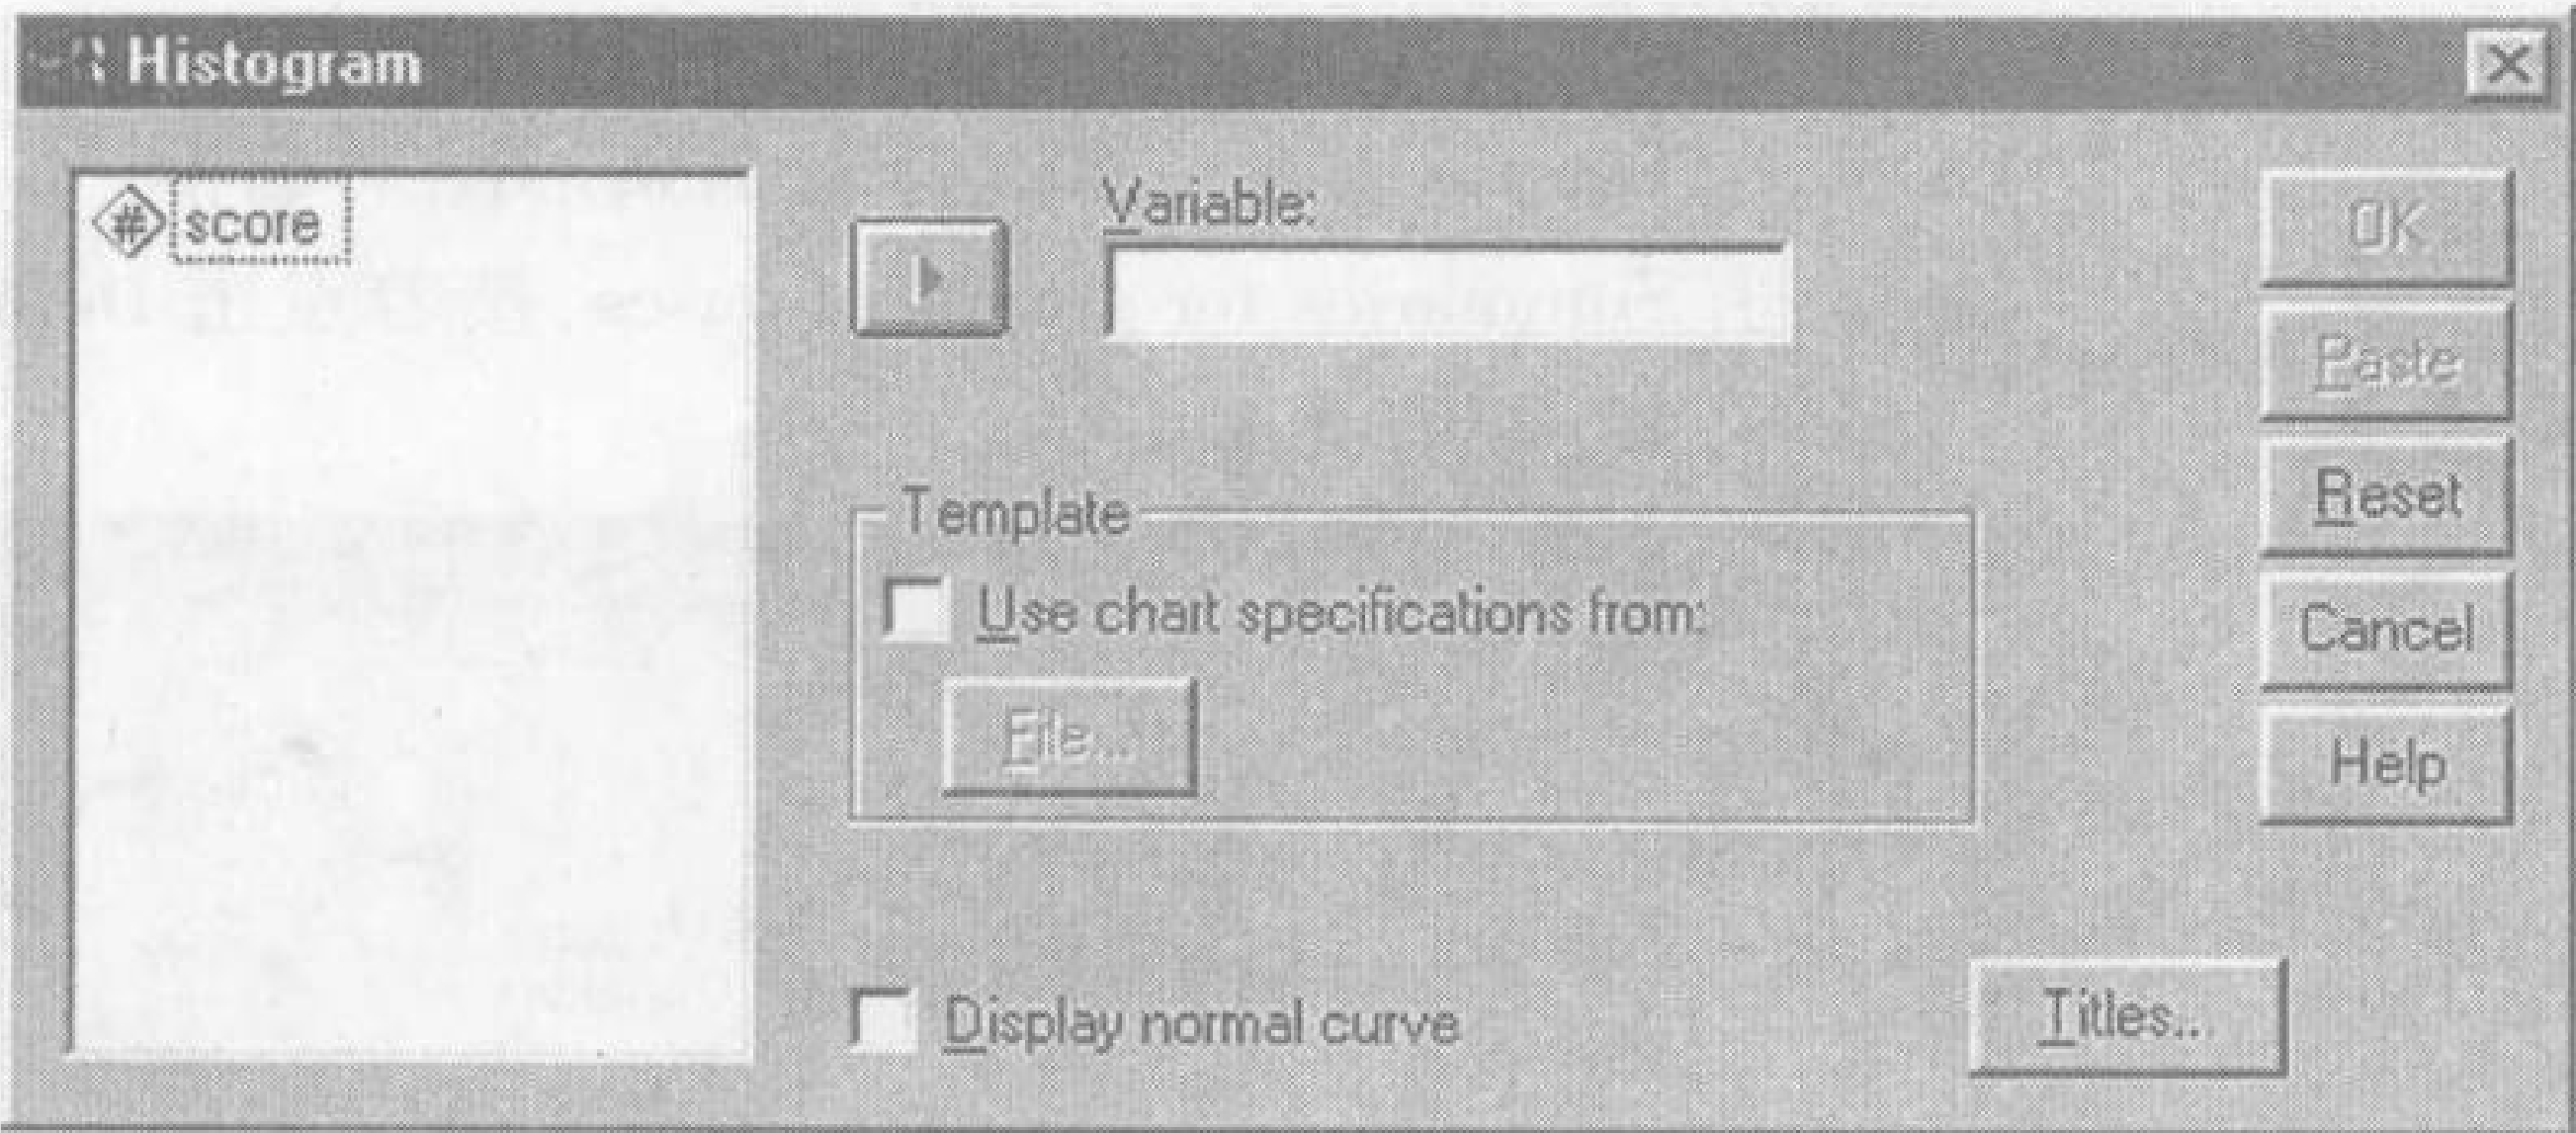 Histogram
# score
Variable:
OK
Paste
Reset
Cancel
Help
Template
Use chart specifications from:
File...
Display normal curve
Titles...